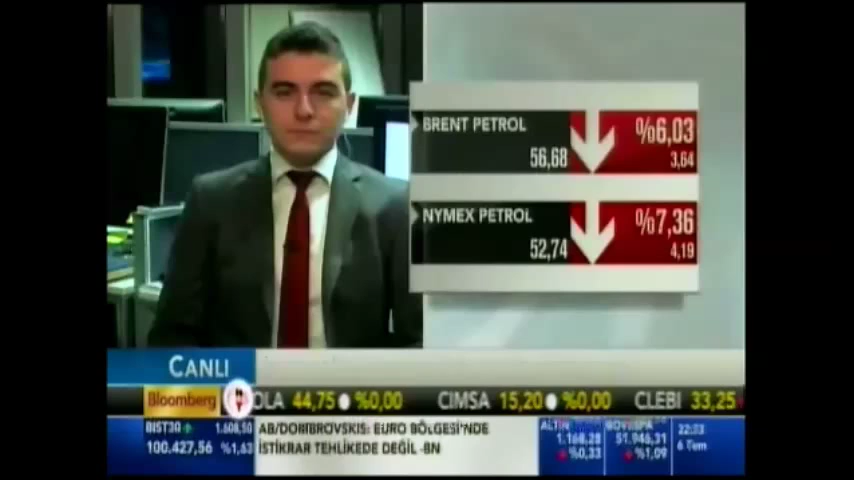 BRENT PETROL
56,68
%6,03
3,64
NYMEX PETROL
52,74
%7,36
4,19
CANLI
Bloomberg
OLA 44,75 %0,00 CIMSA 15,20 %0,00 CLEBI 33,25
BIST30 1.608,50
100.427,56 %1,63
AB/DOMBROVSKIS: EURO BÖLGESİ'NDE
İSTİKRAR TEHLİKEDE DEĞİL -BN
ALTIN
1.168,28
%0,33
BOVESPA
51.946,31
%1,09
22:33
6 Tem